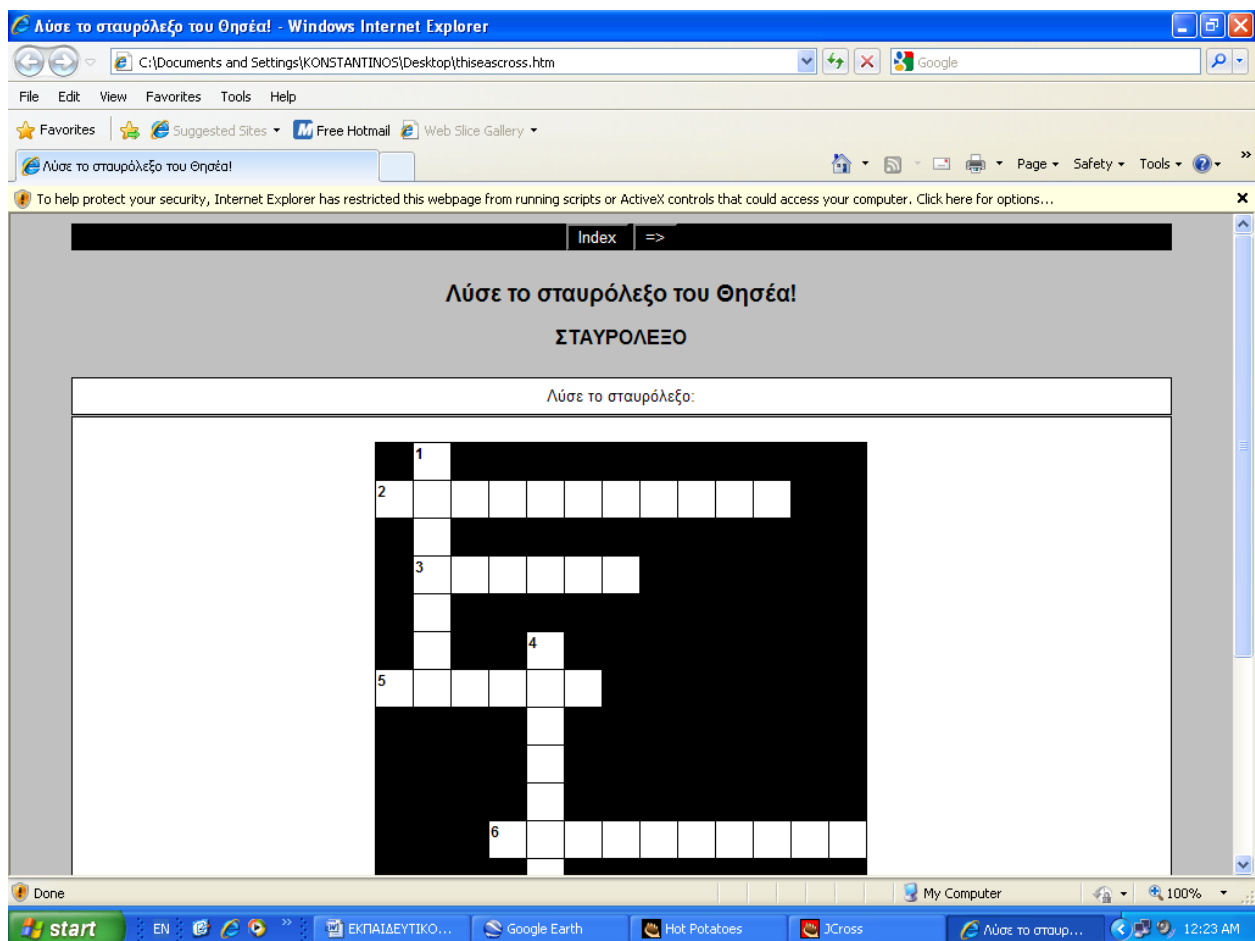 Λύσε το σταυρόλεξο του Θησέα! - Windows Internet Explorer
C:\Documents and Settings\KONSTANTINOS\Desktop\thiseascross.htm
Google
File Edit View Favorites Tools Help
Favorites Suggested Sites Free Hotmail Web Slice Gallery
Λύσε το σταυρόλεξο του Θησέα!
Page Safety Tools
To help protect your security, Internet Explorer has restricted this webpage from running scripts or ActiveX controls that could access your computer. Click here for options...
Index =>
Λύσε το σταυρόλεξο του Θησέα!
ΣΤΑΥΡΟΛΕΞΟ
Λύσε το σταυρόλεξο:
1
2
3
4
5
6
Done
My Computer
100%
start
EN
ΕΚΠΑΙΔΕΥΤΙΚΟ...
Google Earth
Hot Potatoes
JCross
Λύσε το σταυρ...
12:23 AM